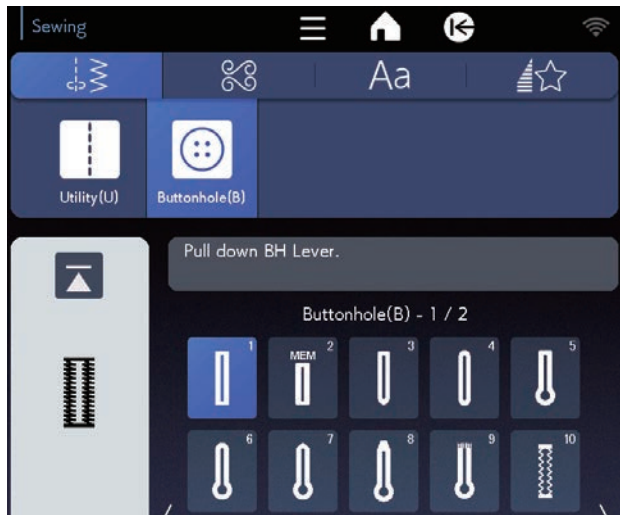 Sewing
Aa
Utility(U)
Buttonhole(B)
Pull down BH Lever.
Buttonhole(B) - 1 / 2
1
MEM 2
3
4
5
6
7
8
9
10